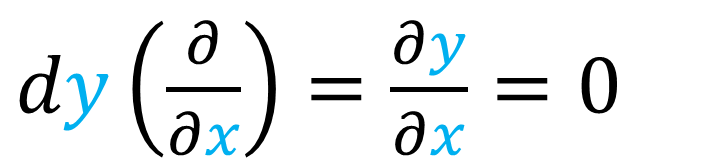 dy(∂/∂x) = ∂y/∂x = 0